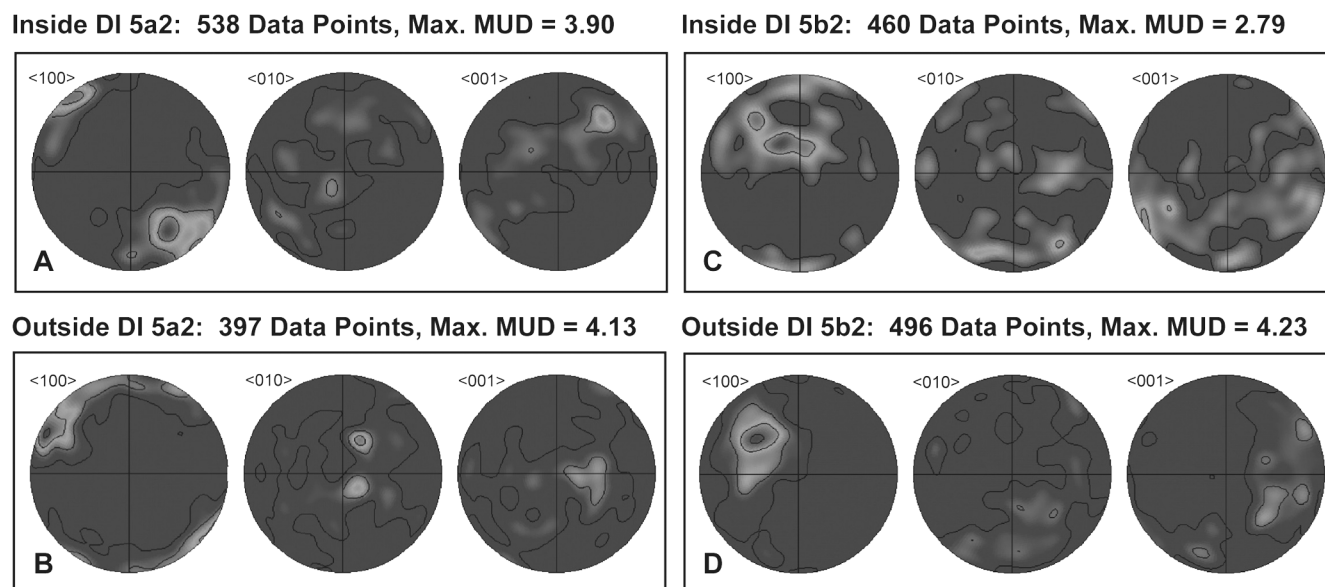 Inside DI 5a2: 538 Data Points, Max. MUD = 3.90
<100> <010> <001>
A
Inside DI 5b2: 460 Data Points, Max. MUD = 2.79
<100> <010> <001>
C
Outside DI 5a2: 397 Data Points, Max. MUD = 4.13
<100> <010> <001>
B
Outside DI 5b2: 496 Data Points, Max. MUD = 4.23
<100> <010> <001>
D